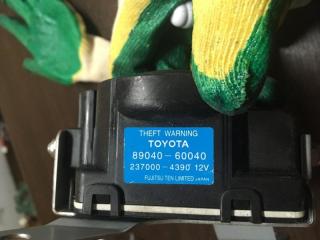 THEFT WARNING
TOYOTA
89040-60040
237000-4390 12V
FUJITSU TEN LIMITED JAPAN